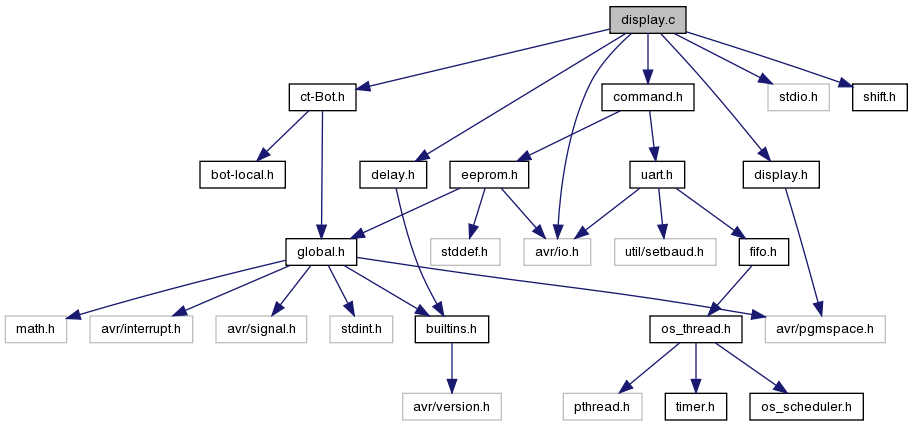 display.c
ct-Bot.h
command.h
stdio.h
shift.h
bot-local.h
delay.h
eeprom.h
uart.h
display.h
global.h
stddef.h
avr/io.h
util/setbaud.h
fifo.h
math.h
avr/interrupt.h
avr/signal.h
stdint.h
builtins.h
os_thread.h
avr/pgmspace.h
avr/version.h
pthread.h
timer.h
os_scheduler.h